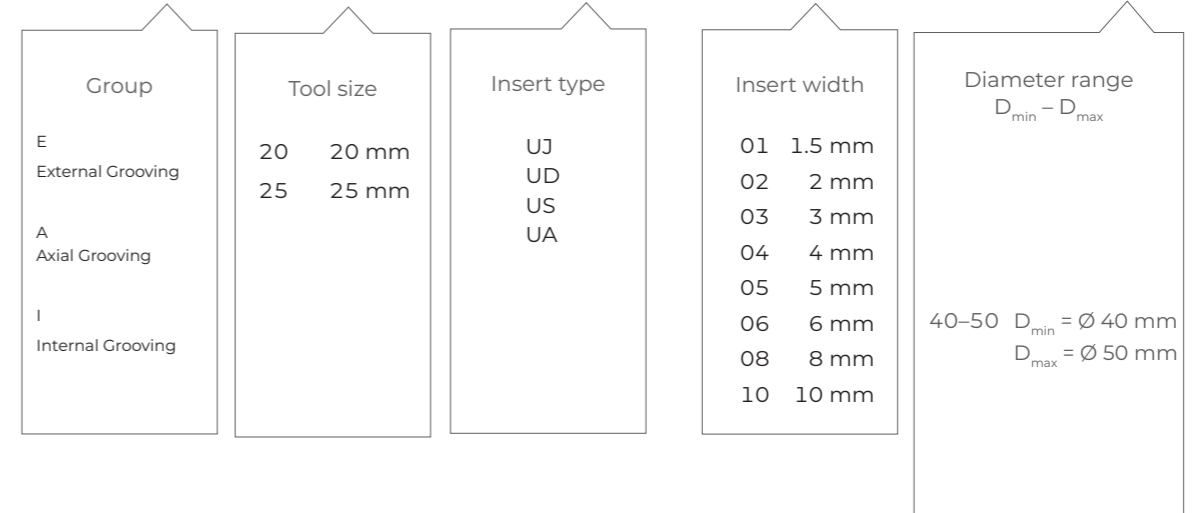 Group
E
External Grooving
A
Axial Grooving
I
Internal Grooving
Tool size
20 20 mm
25 25 mm
Insert type
UJ
UD
US
UA
Insert width
01 1.5 mm
02 2 mm
03 3 mm
04 4 mm
05 5 mm
06 6 mm
08 8 mm
10 10 mm
Diameter range
Dmin – Dmax
40–50 Dmin = Ø 40 mm
Dmax = Ø 50 mm